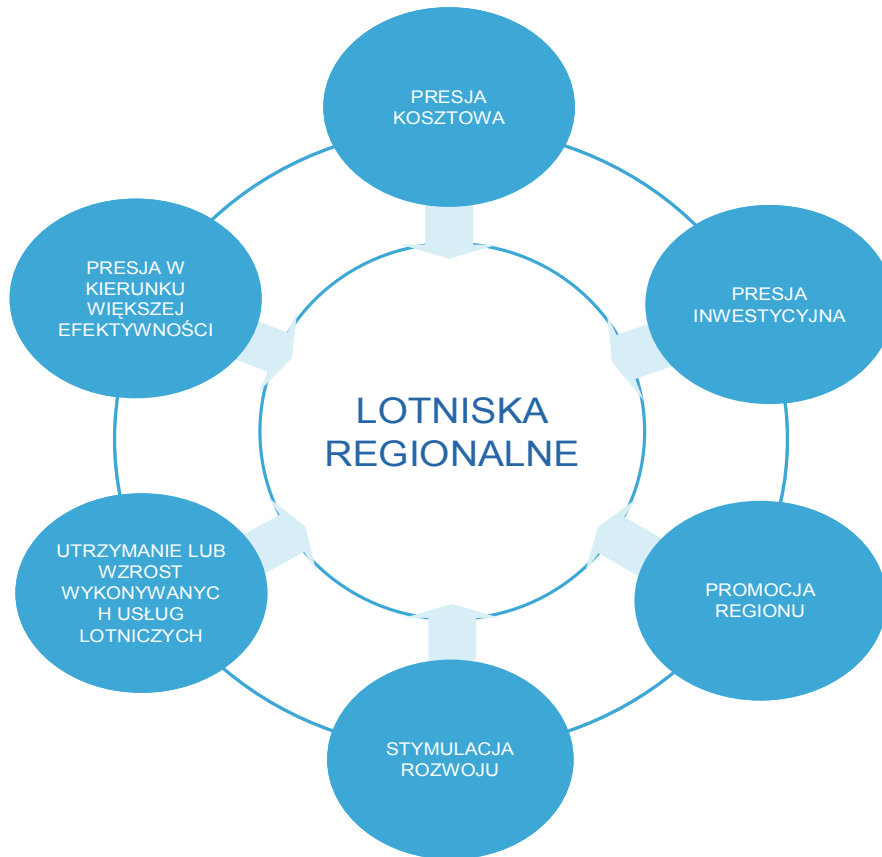 PRESJA
KOSZTOWA
PRESJA W
KIERUNKU
WIĘKSZEJ
EFEKTYWNOŚCI
PRESJA
INWESTYCYJNA
LOTNISKA
REGIONALNE
UTRZYMANIE LUB
WZROST
WYKONYWANYC
H USŁUG
LOTNICZYCH
PROMOCJA
REGIONU
STYMULACJA
ROZWOJU